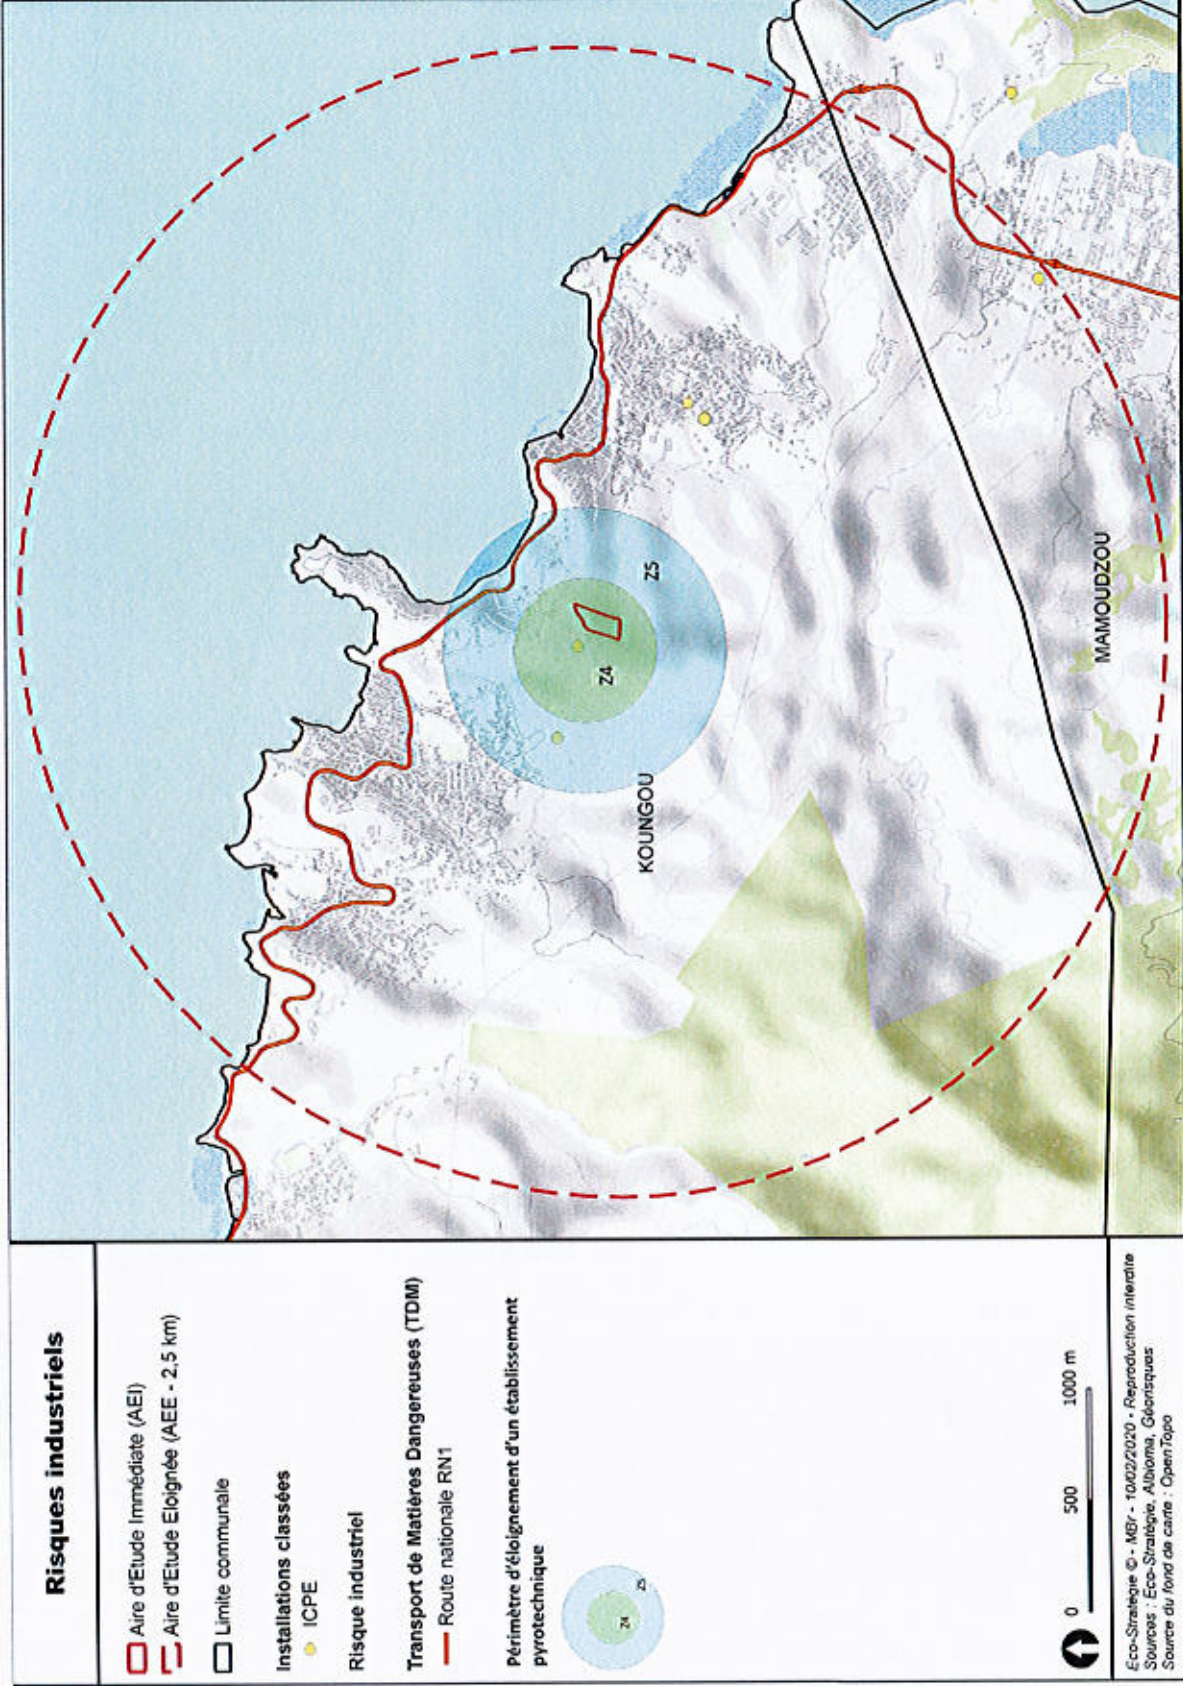 Risques industriels
Aire d'Etude Immédiate (AEI)
Aire d'Etude Eloignée (AEE - 2,5 km)
Limite communale
Installations classées
ICPE
Risque industriel
Transport de Matières Dangereuses (TDM)
Route nationale RN1
Périmètre d'éloignement d'un établissement
pyrotechnique
Z4
Z5
0 500 1000 m
Eco-Stratégie © - MBr - 10/02/2020 - Reproduction interdite
Sources : Eco-Stratégie, Albioma, Géorisques
Source du fond de carte : OpenTopo
KOUNGOU
Z4
Z5
MAMOUDZOU